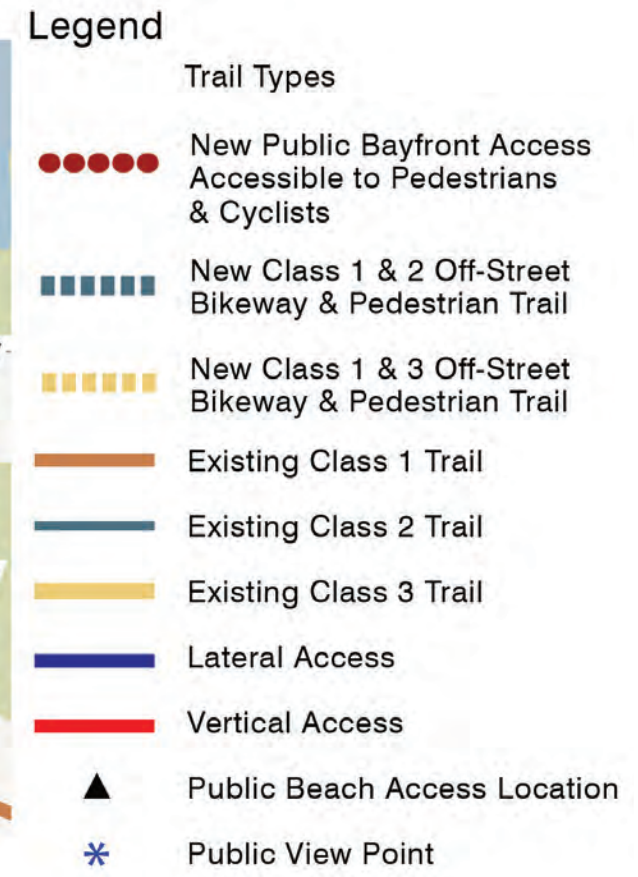 Legend
Trail Types
New Public Bayfront Access
Accessible to Pedestrians
& Cyclists
New Class 1 & 2 Off-Street
Bikeway & Pedestrian Trail
New Class 1 & 3 Off-Street
Bikeway & Pedestrian Trail
Existing Class 1 Trail
Existing Class 2 Trail
Existing Class 3 Trail
Lateral Access
Vertical Access
Public Beach Access Location
Public View Point